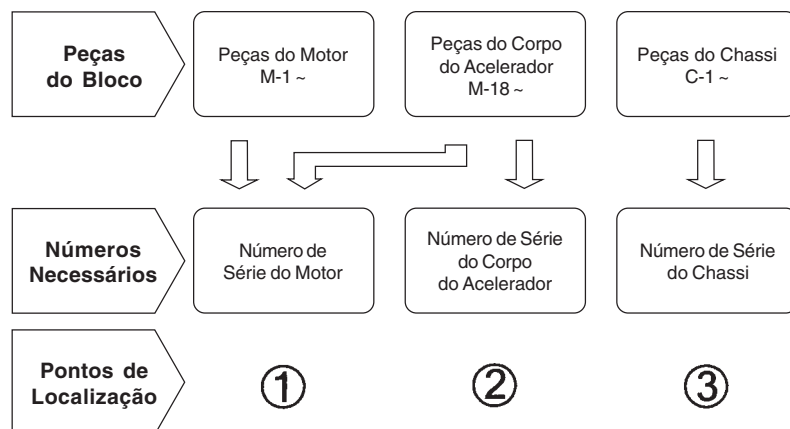 Peças
do Bloco
Peças do Motor
M-1 ~
Peças do Corpo
do Acelerador
M-18 ~
Peças do Chassi
C-1 ~
Números
Necessários
Número de
Série do Motor
Número de Série
do Corpo
do Acelerador
Número de Série
do Chassi
Pontos de
Localização
①
②
③